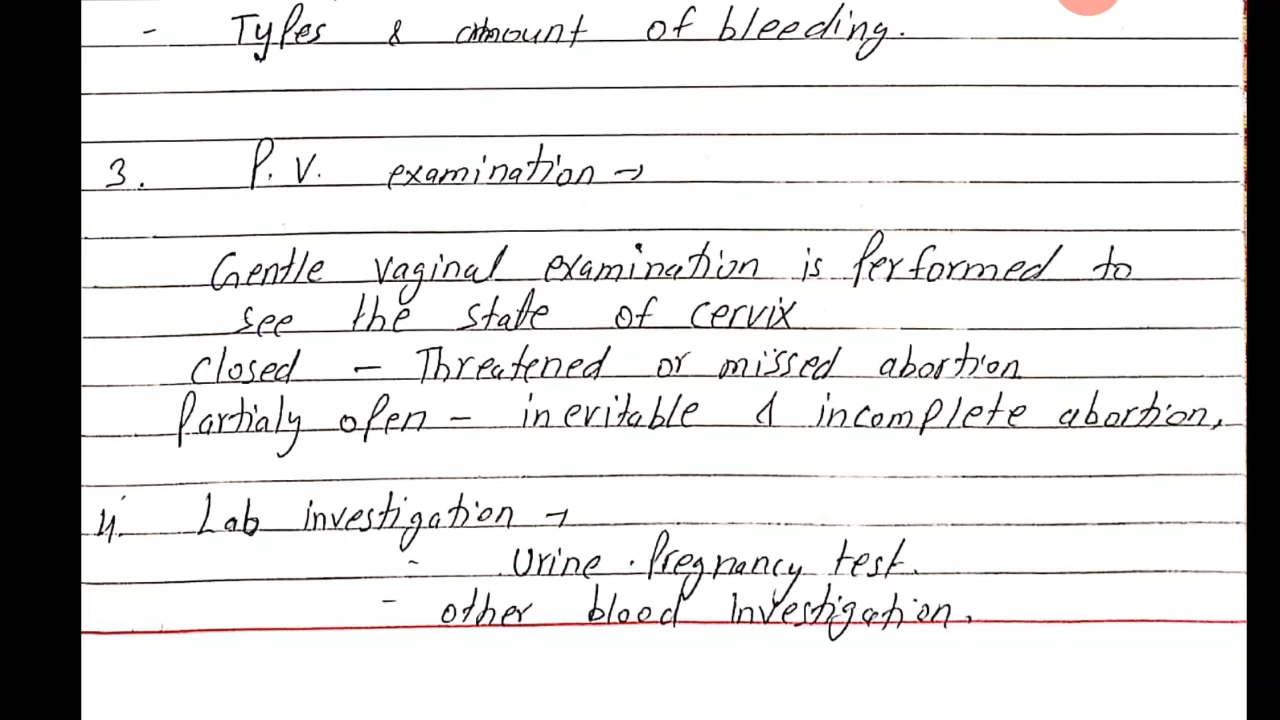 - Types & amount of bleeding.
3. P. V. examination →
Gentle vaginal examination is performed to
see the state of cervix
closed - Threatened or missed abortion
Partialy open - inevitable & incomplete abortion,
4. Lab investigation →
- Urine . Pregnancy test.
- other blood Investigation.